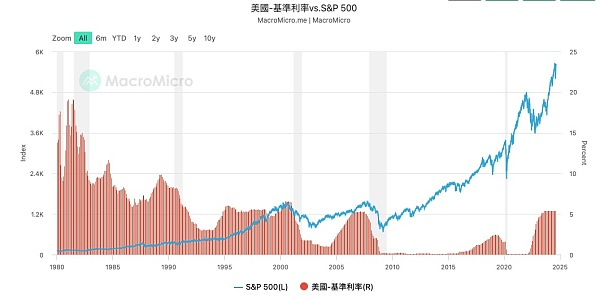 美國-基準利率vs.S&P 500
MacroMicro.me | MacroMicro
Zoom All 6m YTD 1y 2y 3y 5y 10y
MacroMicro
6K 25
4.8K 20
3.6K 15
2.4K 10
1.2K 5
0 0
Index
Percent
1980 1985 1990 1995 2000 2005 2010 2015 2020 2025
S&P 500(L) 美國-基準利率(R)